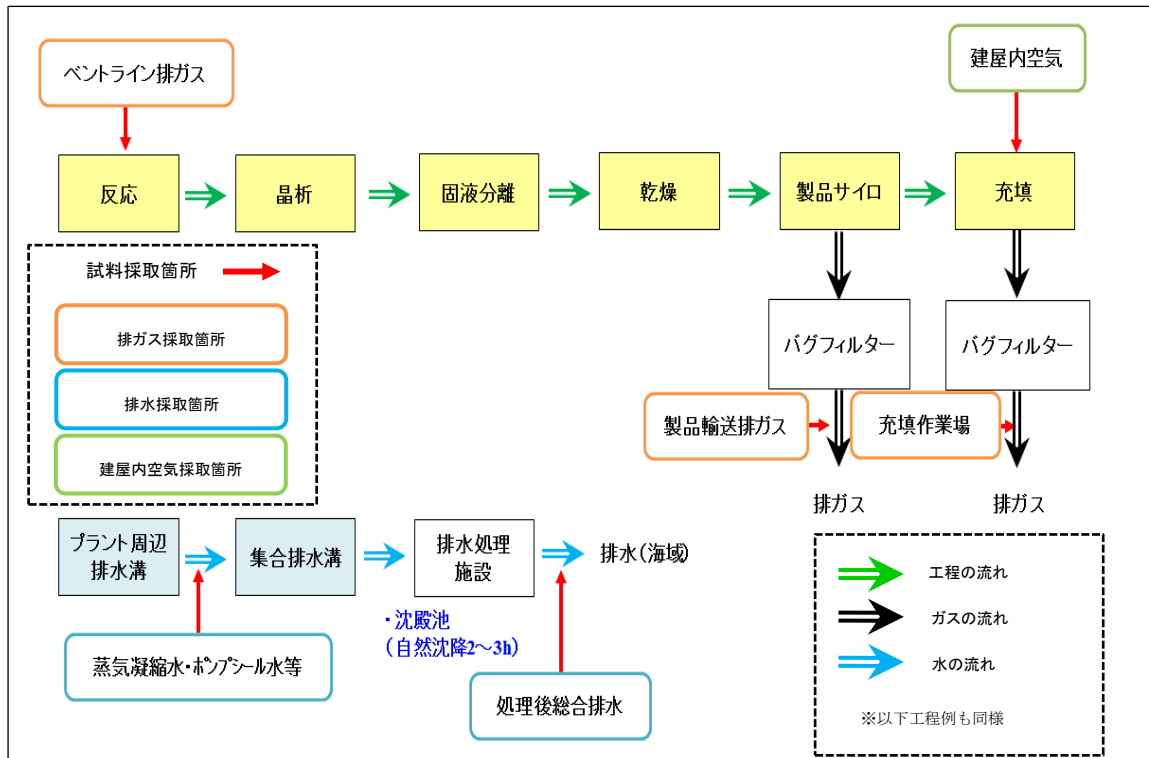 ベントライン排ガス
建屋内空気
反応
晶析
固液分離
乾燥
製品サイロ
充填
試料採取箇所
排ガス採取箇所
排水採取箇所
建屋内空気採取箇所
バグフィルター
バグフィルター
製品輸送排ガス
充填作業場
排ガス
排ガス
プラント周辺
排水溝
集合排水溝
排水処理
施設
排水(海域)
・沈殿池
(自然沈降2～3h)
蒸気凝縮水・ポンプシール水等
処理後総合排水
工程の流れ
ガスの流れ
水の流れ
※以下工程例も同様